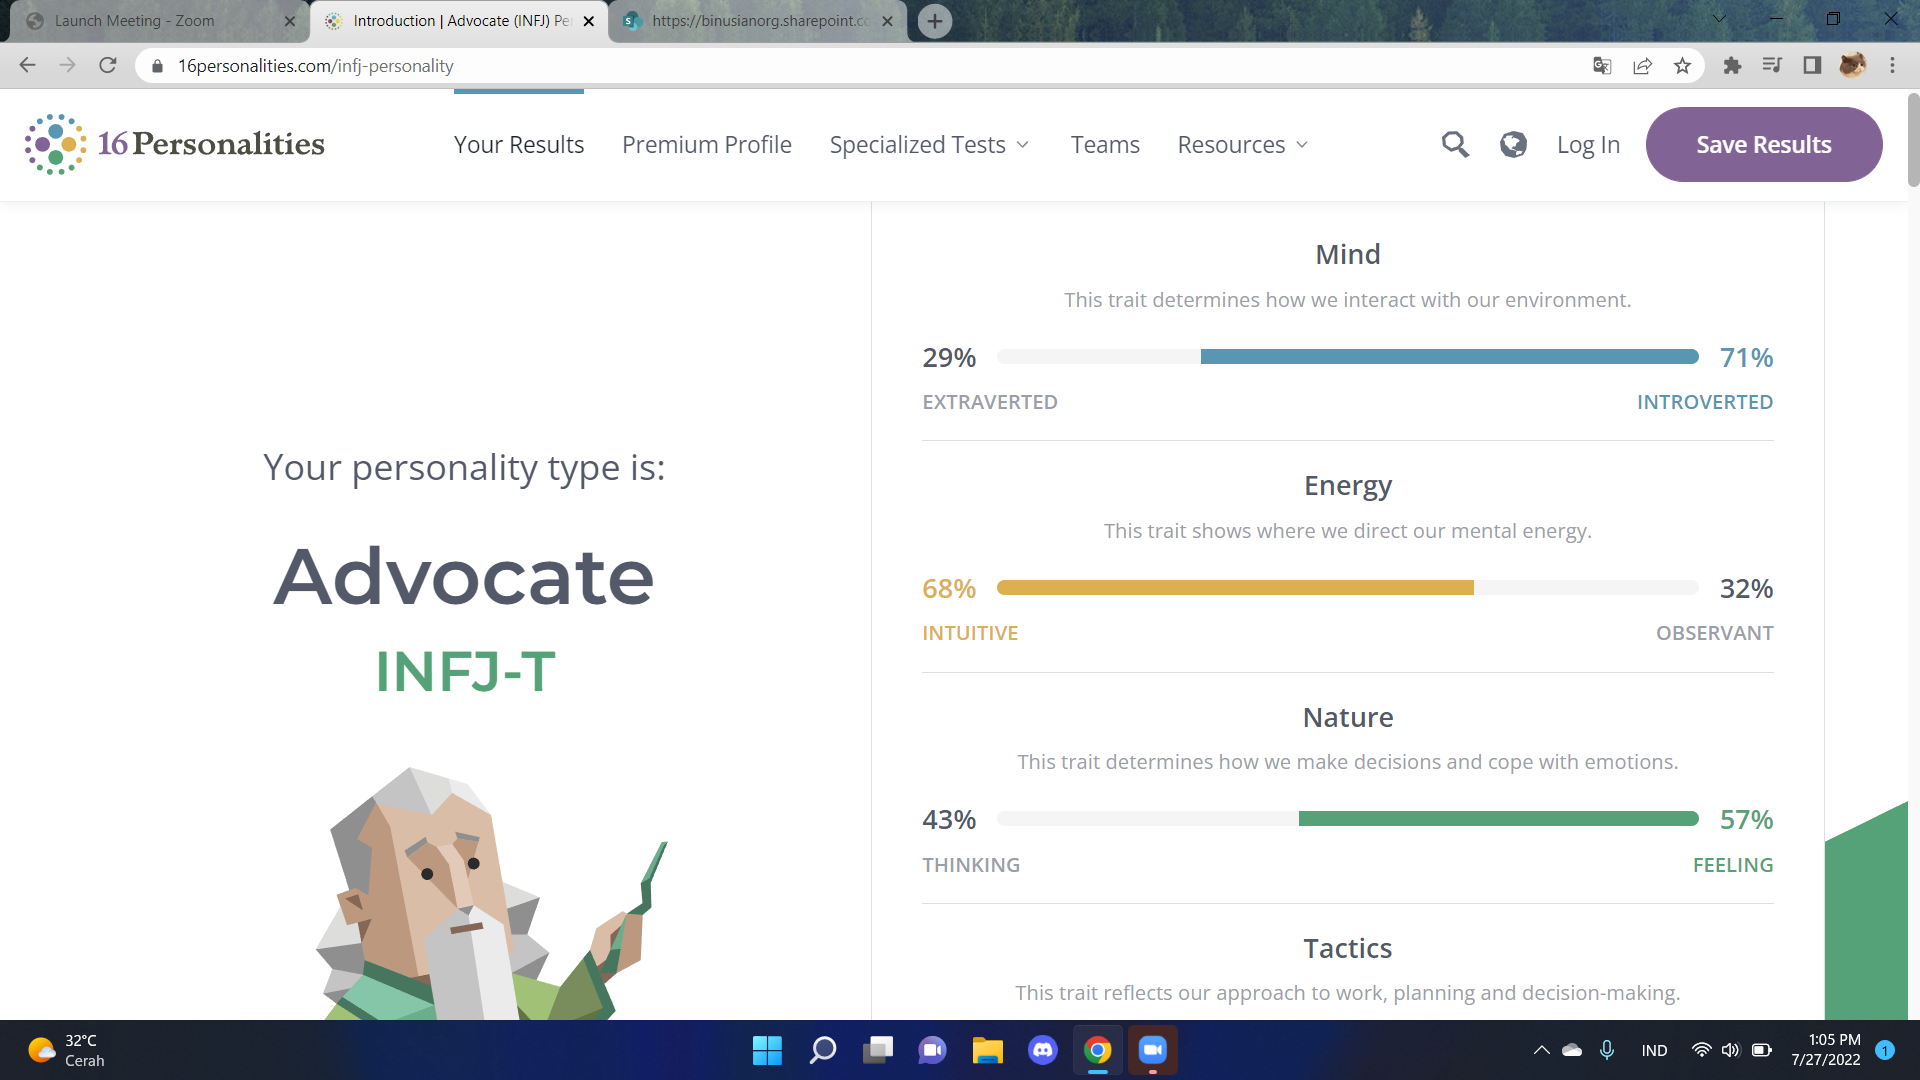 Launch Meeting - Zoom
Introduction | Advocate (INFJ) Pe
https://binusianorg.sharepoint.co
16personalities.com/infj-personality
16Personalities
Your Results
Premium Profile
Specialized Tests
Teams
Resources
Log In
Save Results
Your personality type is:
Advocate
INFJ-T
Mind
This trait determines how we interact with our environment.
29%
71%
EXTRAVERTED
INTROVERTED
Energy
This trait shows where we direct our mental energy.
68%
32%
INTUITIVE
OBSERVANT
Nature
This trait determines how we make decisions and cope with emotions.
43%
57%
THINKING
FEELING
Tactics
This trait reflects our approach to work, planning and decision-making.
32°C
Cerah
IND
1:05 PM
7/27/2022
1